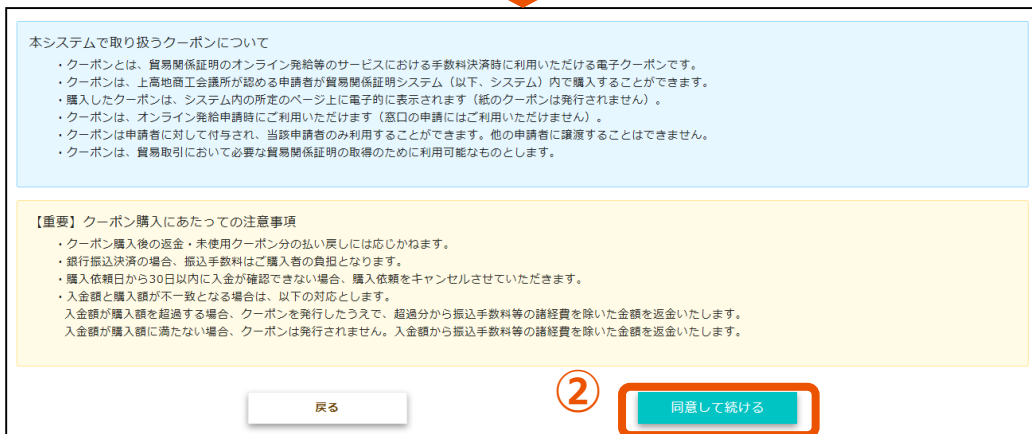 本システムで取り扱うクーポンについて
・クーポンとは、貿易関係証明のオンライン発給等のサービスにおける手数料決済時に利用いただける電子クーポンです。
・クーポンは、上高地商工会議所が認める申請者が貿易関係証明システム（以下、システム）内で購入することができます。
・購入したクーポンは、システム内の所定のページ上に電子的に表示されます（紙のクーポンは発行されません）。
・クーポンは、オンライン発給申請時にご利用いただけます（窓口の申請にはご利用いただけません）。
・クーポンは申請者に対して付与され、当該申請者のみ利用することができます。他の申請者に譲渡することはできません。
・クーポンは、貿易取引において必要な貿易関係証明の取得のために利用可能なものとします。
【重要】クーポン購入にあたっての注意事項
・クーポン購入後の返金・未使用クーポン分の払い戻しには応じかねます。
・銀行振込決済の場合、振込手数料はご購入者の負担となります。
・購入依頼日から30日以内に入金が確認できない場合、購入依頼をキャンセルさせていただきます。
・入金額と購入額が不一致となる場合は、以下の対応とします。
入金額が購入額を超過する場合、クーポンを発行したうえで、超過分から振込手数料等の諸経費を除いた金額を返金いたします。
入金額が購入額に満たない場合、クーポンは発行されません。入金額から振込手数料等の諸経費を除いた金額を返金いたします。
戻る
②
同意して続ける